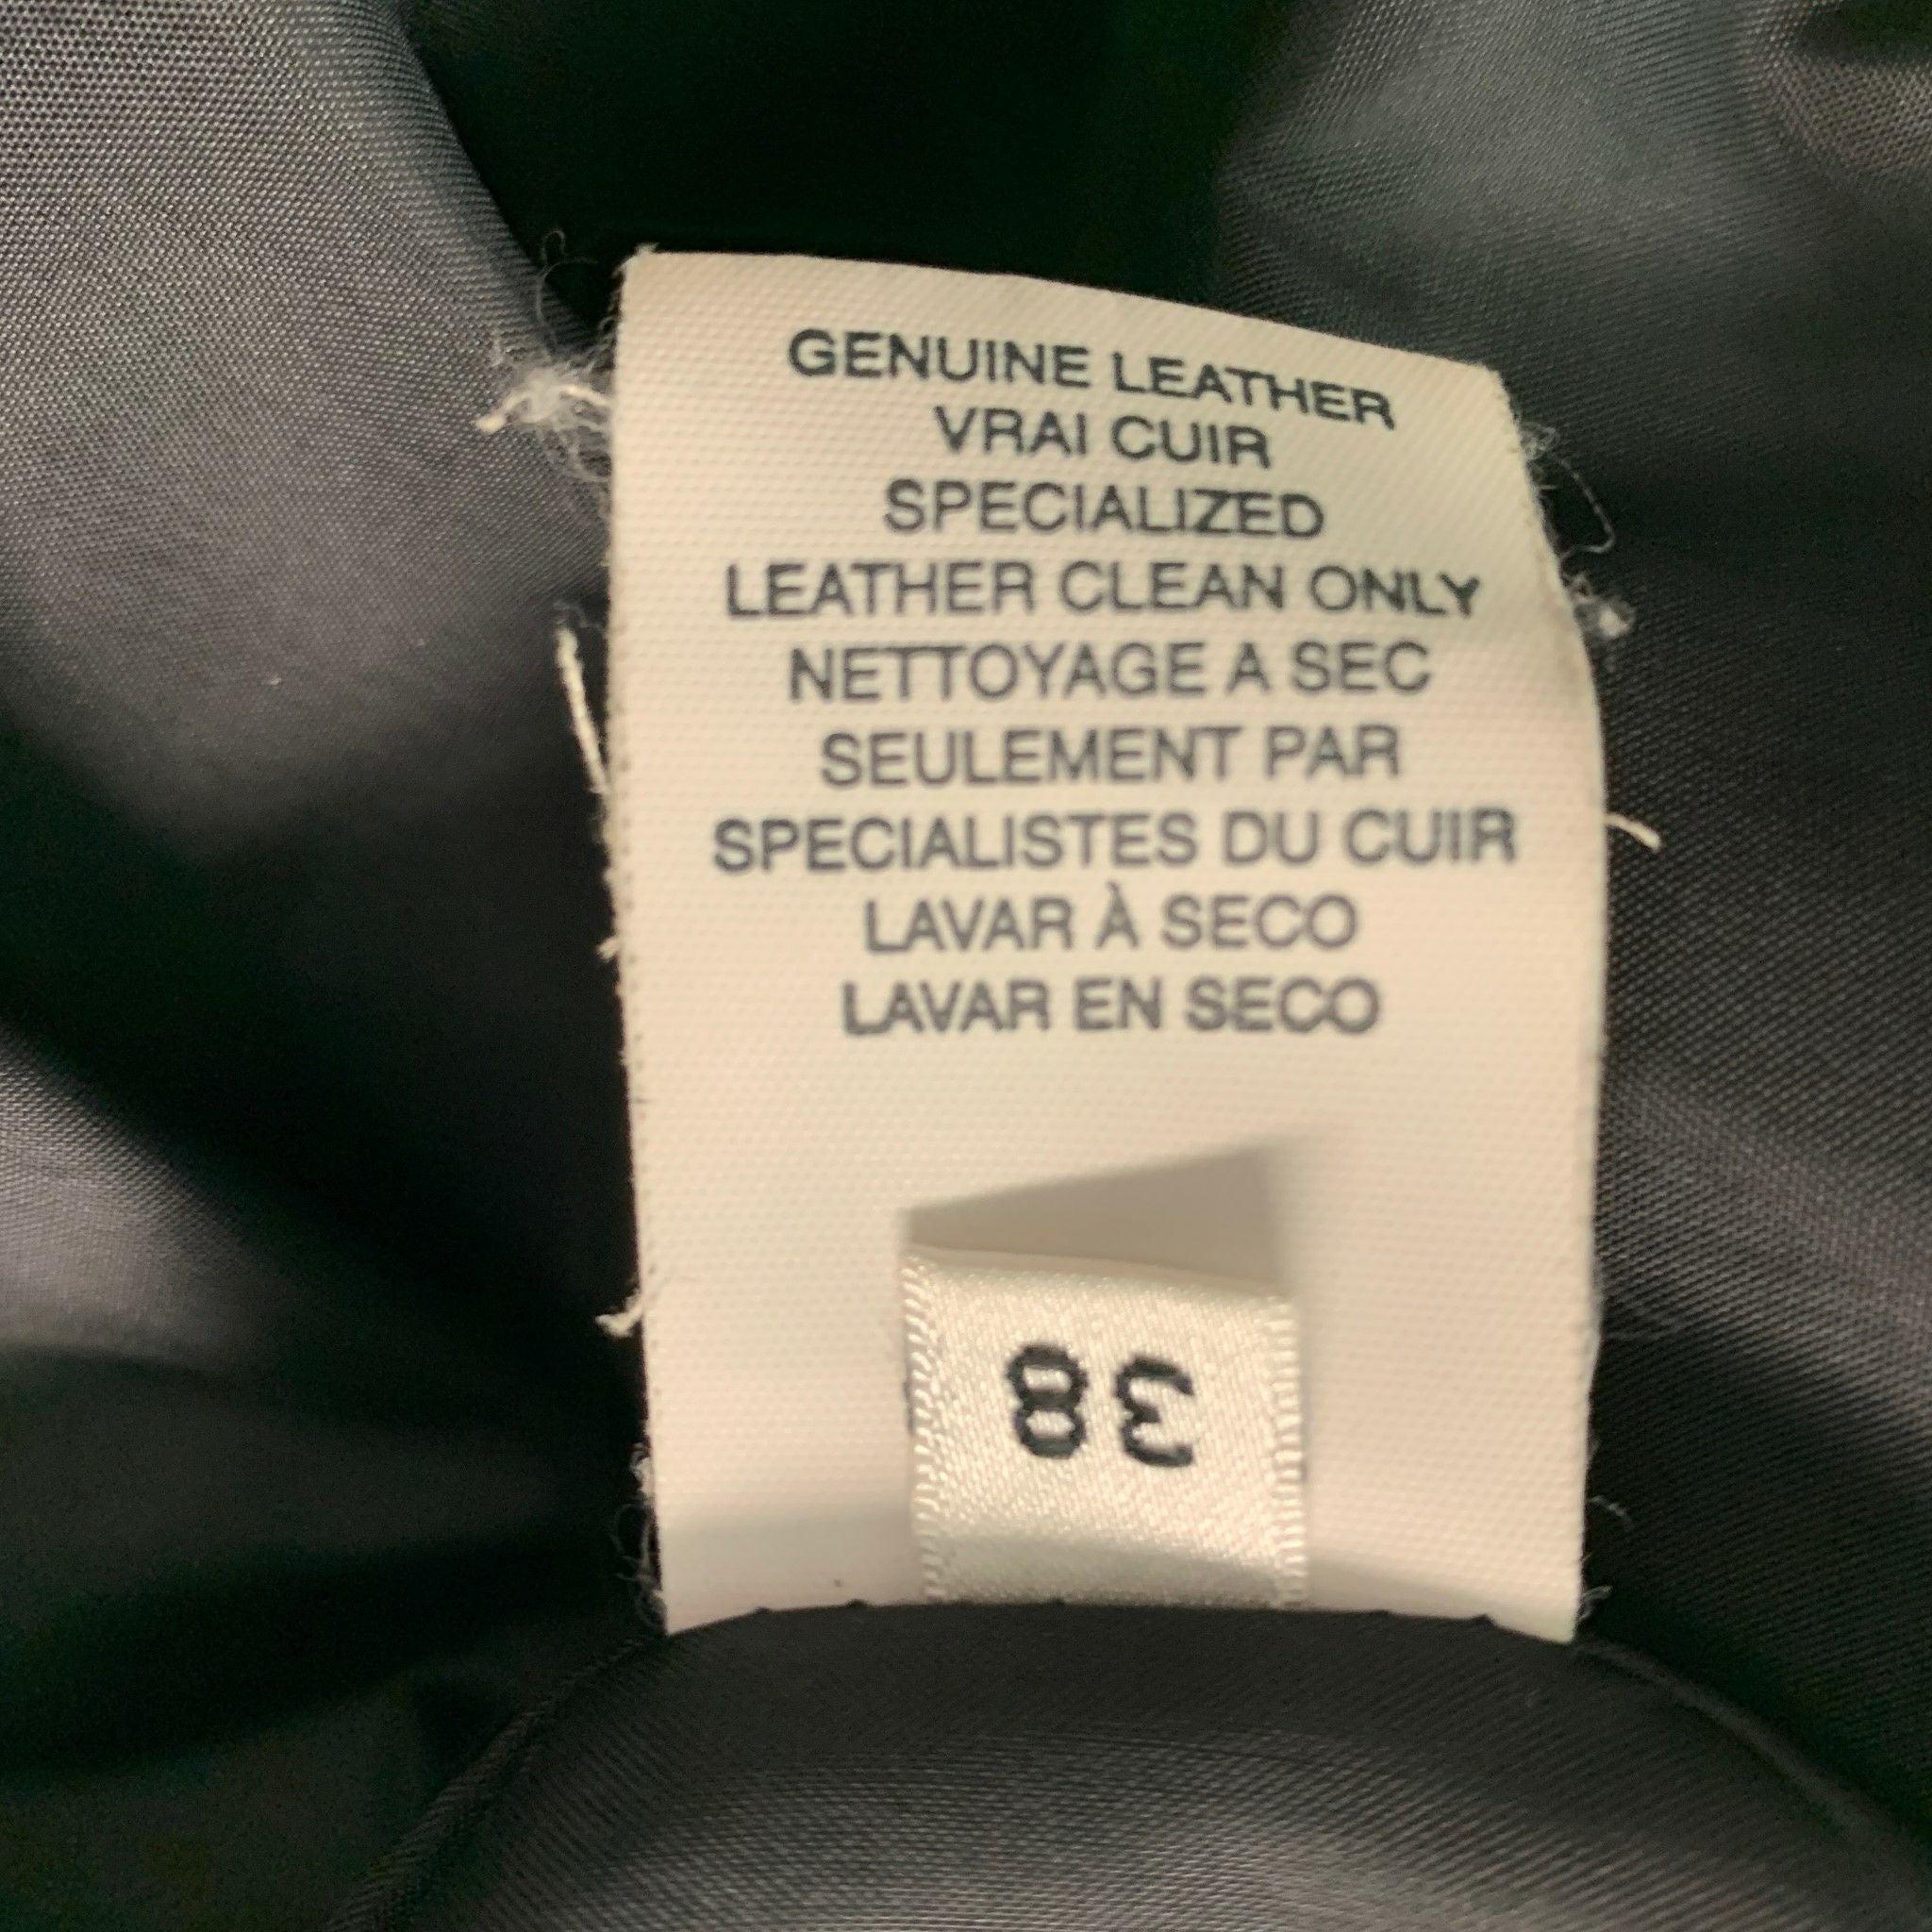 GENUINE LEATHER
VRAI CUIR
SPECIALIZED
LEATHER CLEAN ONLY
NETTOYAGE A SEC
SEULEMENT PAR
SPECIALISTES DU CUIR
LAVAR À SECO
LAVAR EN SECO
38